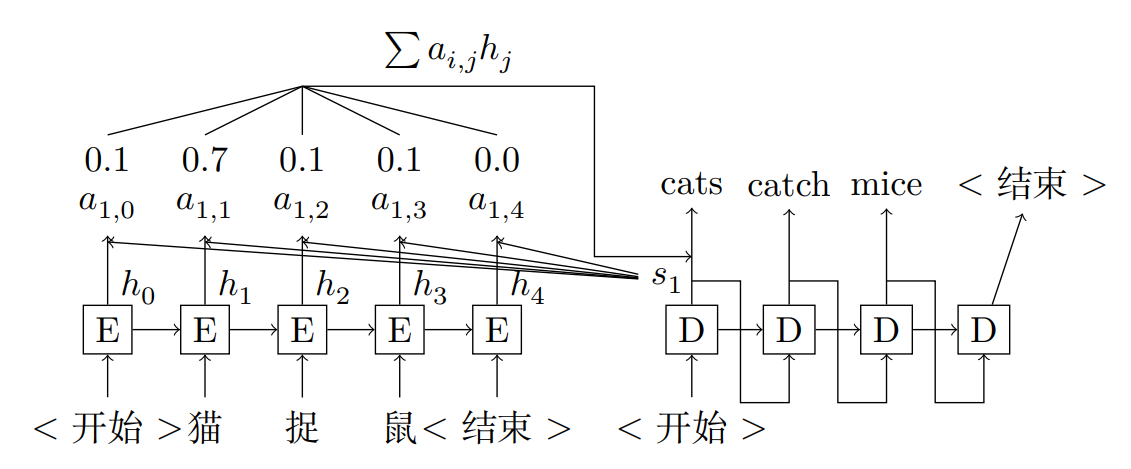 ∑ a_{i,j}h_j
0.1 0.7 0.1 0.1 0.0
cats catch mice < 结束 >
a_{1,0} a_{1,1} a_{1,2} a_{1,3} a_{1,4}
h_0 h_1 h_2 h_3 h_4 s_1
E E E E E D D D D
< 开始 > 猫 捉 鼠 < 结束 > < 开始 >